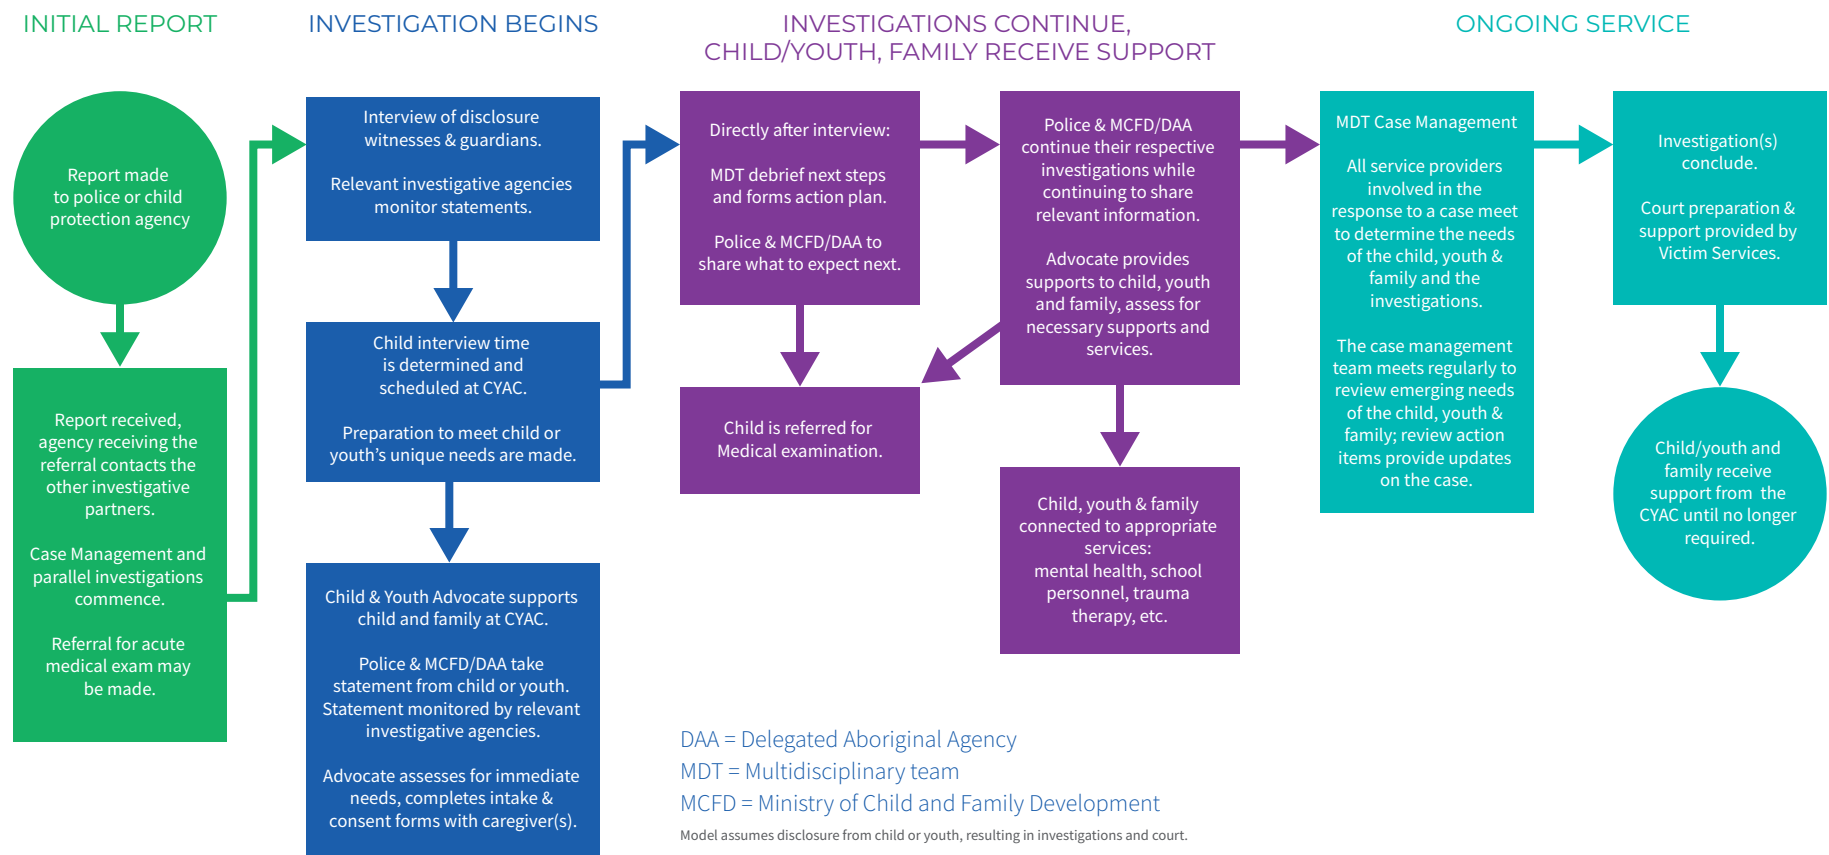 INITIAL REPORT
Report made
to police or child
protection agency
Report received,
agency receiving the
referral contacts the
other investigative
partners.
Case Management and
parallel investigations
commence.
Referral for acute
medical exam may
be made.
INVESTIGATION BEGINS
Interview of disclosure
witnesses & guardians.
Relevant investigative agencies
monitor statements.
Child interview time
is determined and
scheduled at CYAC.
Preparation to meet child or
youth’s unique needs are made.
Child & Youth Advocate supports
child and family at CYAC.
Police & MCFD/DAA take
statement from child or youth.
Statement monitored by relevant
investigative agencies.
Advocate assesses for immediate
needs, completes intake &
consent forms with caregiver(s).
INVESTIGATIONS CONTINUE,
CHILD/YOUTH, FAMILY RECEIVE SUPPORT
Directly after interview:
MDT debrief next steps
and forms action plan.
Police & MCFD/DAA to
share what to expect next.
Child is referred for
Medical examination.
Police & MCFD/DAA
continue their respective
investigations while
continuing to share
relevant information.
Advocate provides
supports to child, youth
and family, assess for
necessary supports and
services.
Child, youth & family
connected to appropriate
services:
mental health, school
personnel, trauma
therapy, etc.
ONGOING SERVICE
MDT Case Management
All service providers
involved in the
response to a case meet
to determine the needs
of the child, youth &
family and the
investigations.
The case management
team meets regularly to
review emerging needs
of the child, youth &
family; review action
items provide updates
on the case.
Investigation(s)
conclude.
Court preparation &
support provided by
Victim Services.
Child/youth and
family receive
support from the
CYAC until no longer
required.
DAA = Delegated Aboriginal Agency
MDT = Multidisciplinary team
MCFD = Ministry of Child and Family Development
Model assumes disclosure from child or youth, resulting in investigations and court.